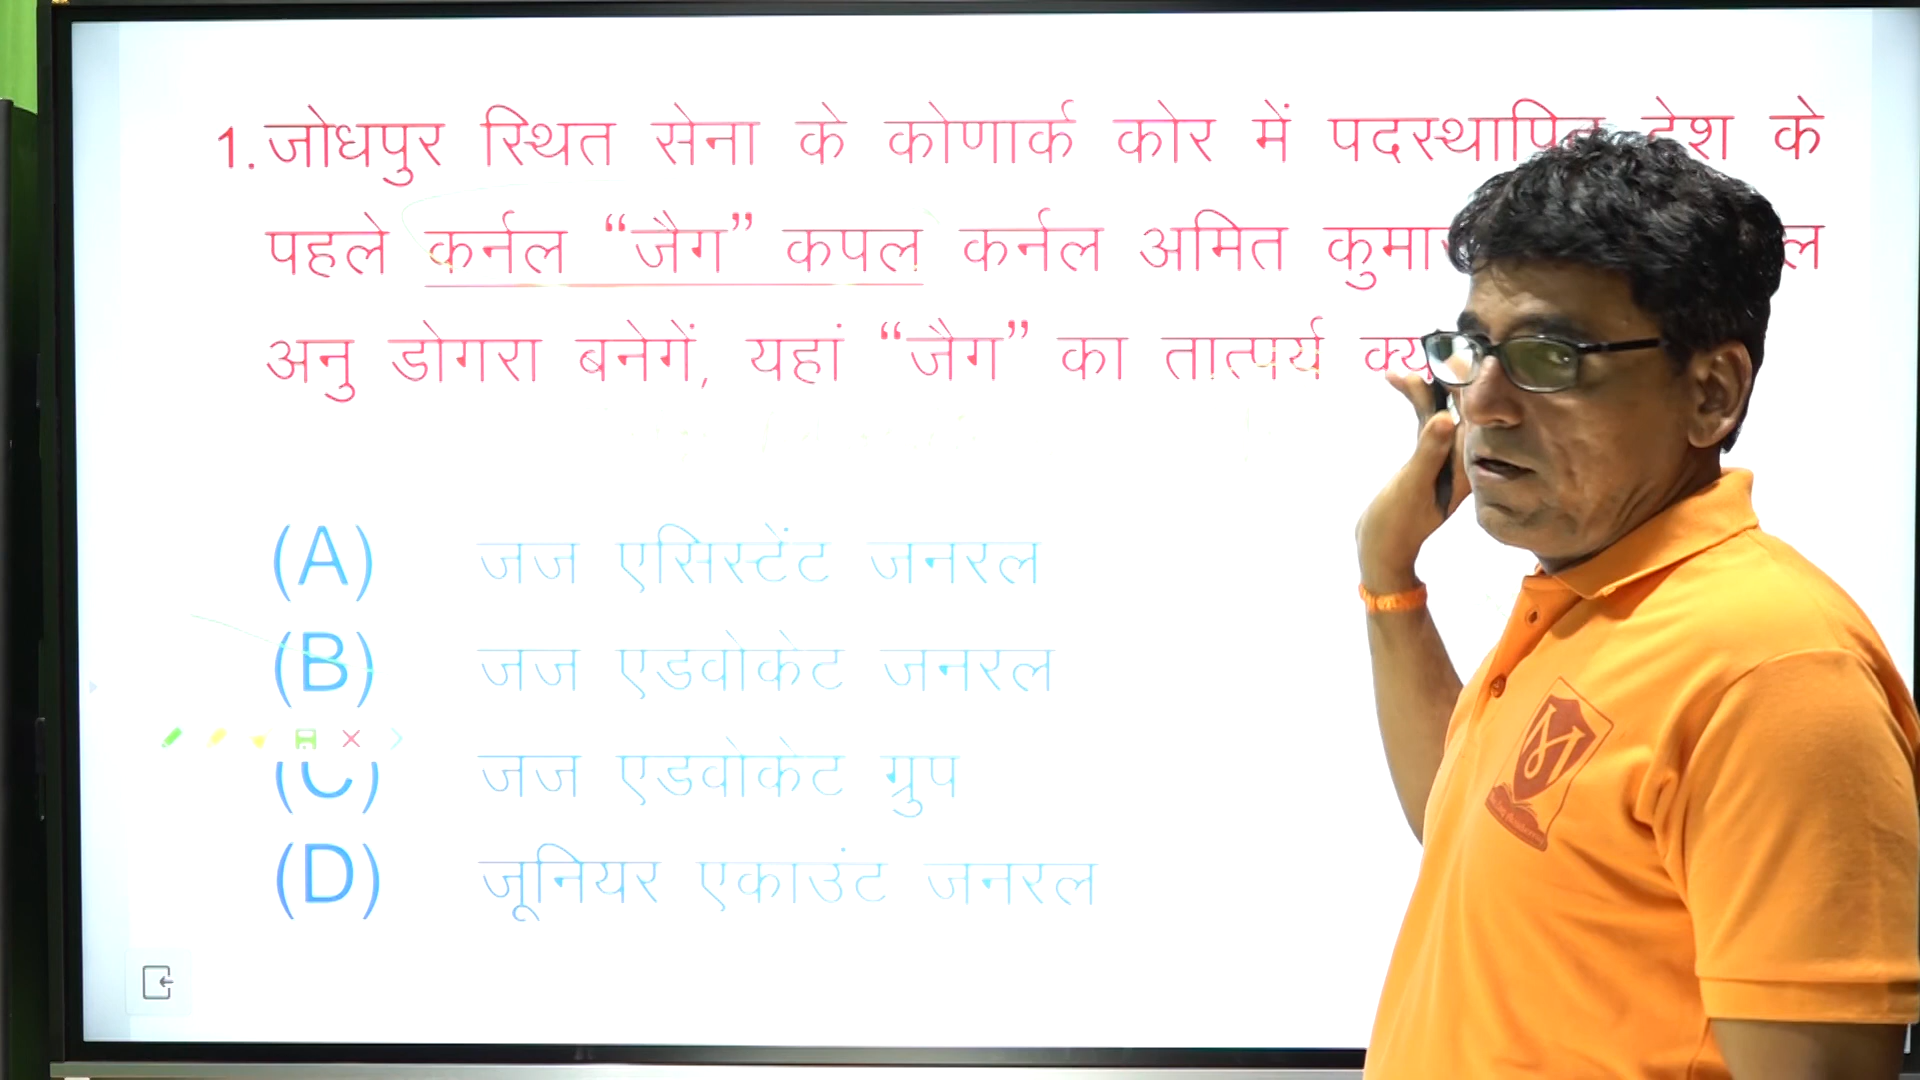 1. जोधपुर स्थित सेना के कोणार्क कोर में के
पहले कर्नल “जैग” कपल कर्नल अमित
अनु डोगरा बनेगें, यहां “जैग” का तात्पर्य
(A) जज एसिस्टेंट जनरल
(B) जज एडवोकेट जनरल
(C) जज एडवोकेट ग्रुप
(D) जूनियर एकाउंट जनरल